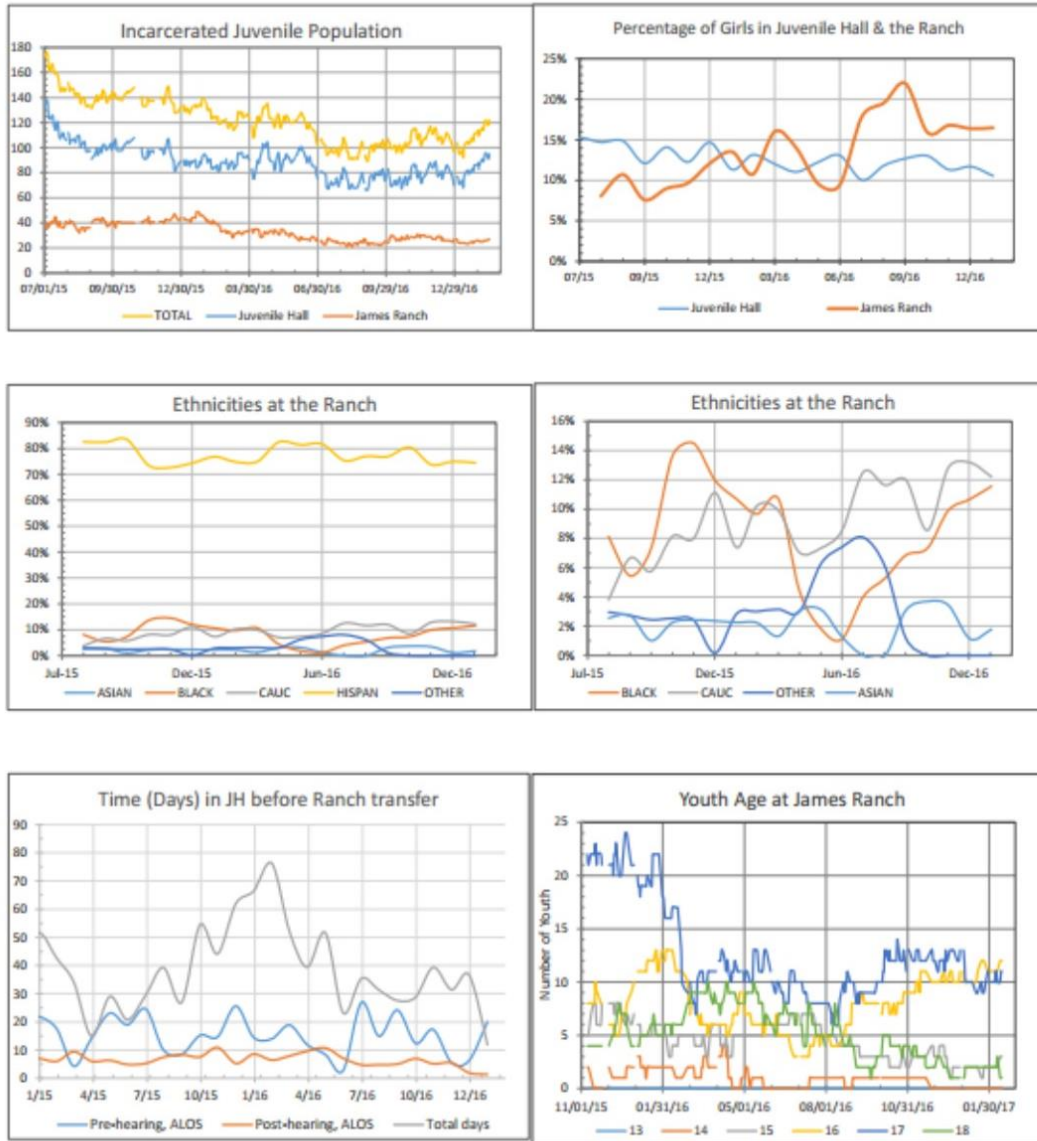 Incarcerated Juvenile Population
180
160
140
120
100
80
60
40
20
0
07/01/15 09/30/15 12/30/15 03/30/16 06/30/16 09/29/16 12/29/16
TOTAL Juvenile Hall James Ranch
Percentage of Girls in Juvenile Hall & the Ranch
25%
20%
15%
10%
5%
0%
07/15 09/15 12/15 03/16 06/16 09/16 12/16
Juvenile Hall James Ranch
Ethnicities at the Ranch
90%
80%
70%
60%
50%
40%
30%
20%
10%
0%
Jul-15 Dec-15 Jun-16 Dec-16
ASIAN BLACK CAUC HISPAN OTHER
Ethnicities at the Ranch
16%
14%
12%
10%
8%
6%
4%
2%
0%
Jul-15 Dec-15 Jun-16 Dec-16
BLACK CAUC OTHER ASIAN
Time (Days) in JH before Ranch transfer
90
80
70
60
50
40
30
20
10
0
1/15 4/15 7/15 10/15 1/16 4/16 7/16 10/16 12/16
Pre-hearing, ALOS Post-hearing, ALOS Total days
Youth Age at James Ranch
Number of Youth
25
20
15
10
5
0
11/01/15 01/31/16 05/01/16 08/01/16 10/31/16 01/30/17
13 14 15 16 17 18